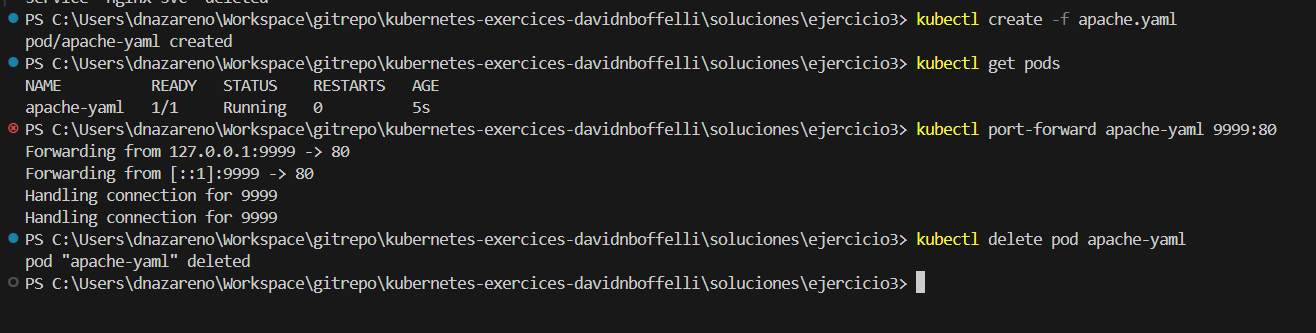 service "nginx-svc" deleted
PS C:\Users\dnazareno\Workspace\gitrepo\kubernetes-exercices-davidnboffelli\soluciones\ejercicio3> kubectl create -f apache.yaml
pod/apache-yaml created
PS C:\Users\dnazareno\Workspace\gitrepo\kubernetes-exercices-davidnboffelli\soluciones\ejercicio3> kubectl get pods
NAME READY STATUS RESTARTS AGE
apache-yaml 1/1 Running 0 5s
PS C:\Users\dnazareno\Workspace\gitrepo\kubernetes-exercices-davidnboffelli\soluciones\ejercicio3> kubectl port-forward apache-yaml 9999:80
Forwarding from 127.0.0.1:9999 -> 80
Forwarding from [::1]:9999 -> 80
Handling connection for 9999
Handling connection for 9999
PS C:\Users\dnazareno\Workspace\gitrepo\kubernetes-exercices-davidnboffelli\soluciones\ejercicio3> kubectl delete pod apache-yaml
pod "apache-yaml" deleted
PS C:\Users\dnazareno\Workspace\gitrepo\kubernetes-exercices-davidnboffelli\soluciones\ejercicio3>